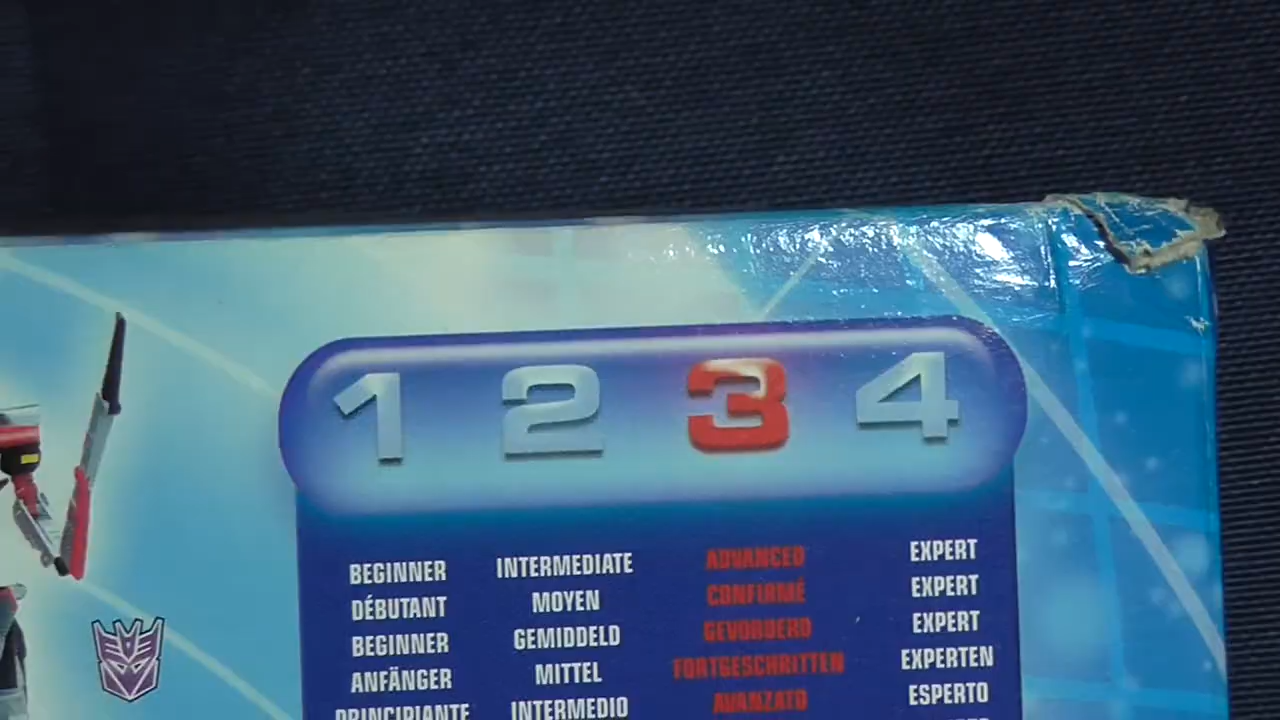 1 2 3 4
BEGINNER INTERMEDIATE ADVANCED EXPERT
DÉBUTANT MOYEN CONFIRMÉ EXPERT
BEGINNER GEMIDDELD GEVORDERD EXPERT
ANFÄNGER MITTEL FORTGESCHRITTEN EXPERTEN
PRINCIPIANTE INTERMEDIO AVANZATO ESPERTO